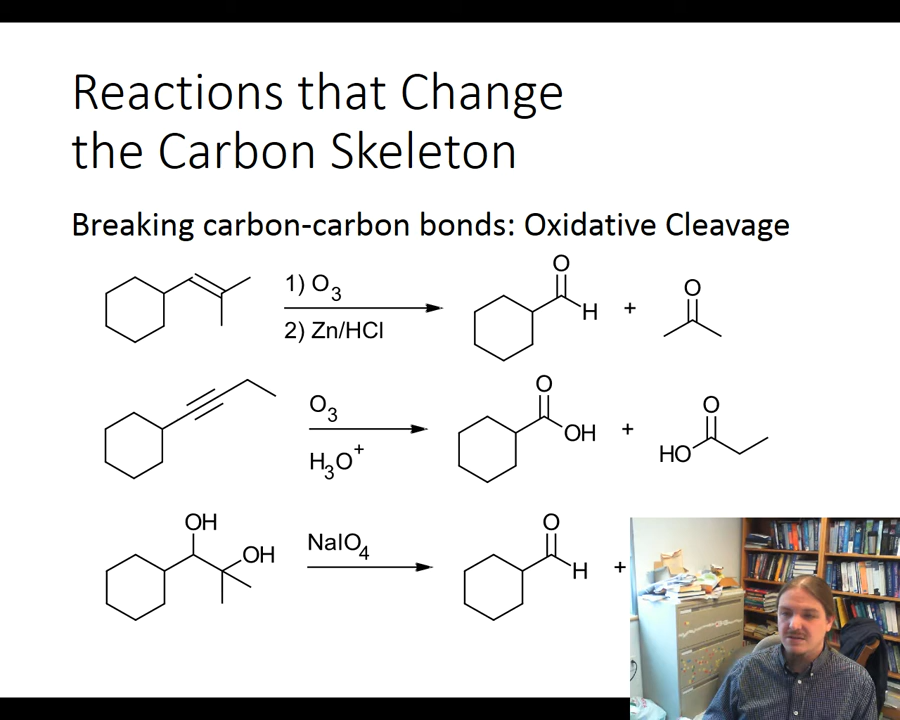 Reactions that Change
the Carbon Skeleton
Breaking carbon-carbon bonds: Oxidative Cleavage
1) O3
2) Zn/HCl
O
H
+
O
O3
H3O+
O
OH
+
O
HO
OH
OH
NaIO4
O
H
+